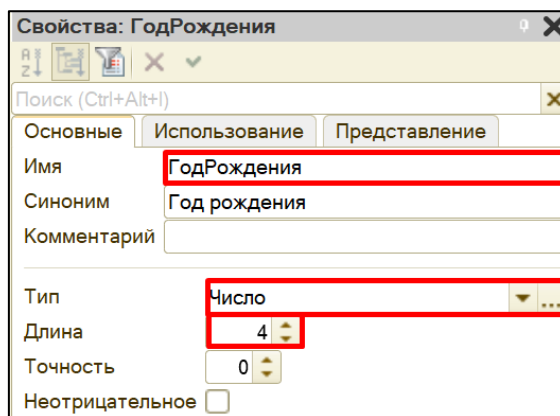 Свойства: ГодРождения
Поиск (Ctrl+Alt+I)
Основные Использование Представление
Имя ГодРождения
Синоним Год рождения
Комментарий
Тип Число ...
Длина 4
Точность 0
Неотрицательное